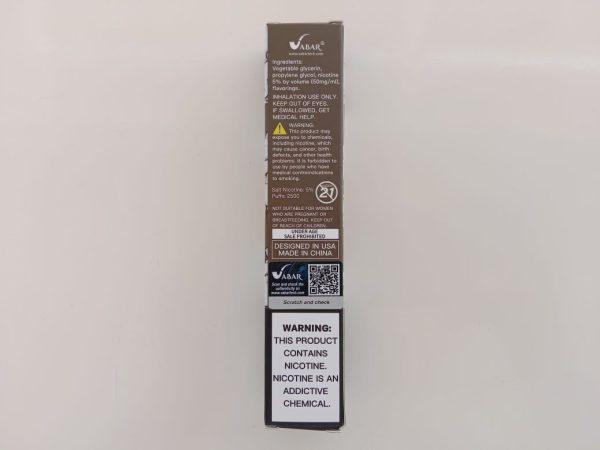 VABAR®
www.vabartech.com
Ingredients:
Vegetable glycerin,
propylene glycol, nicotine
5% by volume (50mg/ml),
flavorings.
INHALATION USE ONLY.
KEEP OUT OF EYES.
IF SWALLOWED, GET
MEDICAL HELP.
WARNING:
This product may
expose you to chemicals,
including nicotine, which
may cause cancer, birth
defects, and other health
problems. It is forbidden to
use by people who have
medical contraindications
to smoking.
Salt Nicotine: 5%
Puffs: 2500
21
NOT SUITABLE FOR WOMEN
WHO ARE PREGNANT OR
BREASTFEEDING. KEEP OUT
OF REACH OF CHILDREN.
UNDER AGE
SALE PROHIBITED
DESIGNED IN USA
MADE IN CHINA
VABAR
Scan and check the
authenticity on
www.vabartech.com
Scratch and check
WARNING:
THIS PRODUCT
CONTAINS
NICOTINE.
NICOTINE IS AN
ADDICTIVE
CHEMICAL.